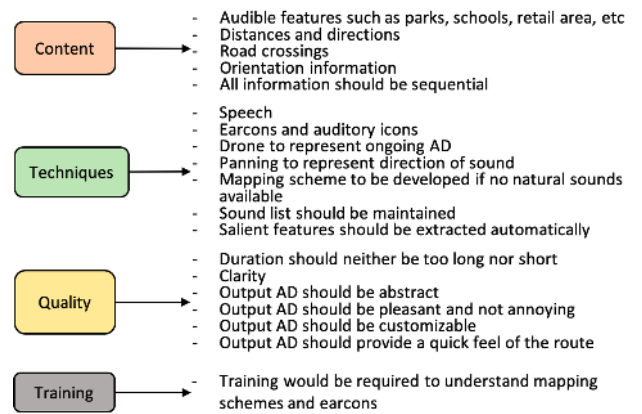 Content
- Audible features such as parks, schools, retail area, etc
- Distances and directions
- Road crossings
- Orientation information
- All information should be sequential
Techniques
- Speech
- Earcons and auditory icons
- Drone to represent ongoing AD
- Panning to represent direction of sound
- Mapping scheme to be developed if no natural sounds
available
- Sound list should be maintained
- Salient features should be extracted automatically
Quality
- Duration should neither be too long nor short
- Clarity
- Output AD should be abstract
- Output AD should be pleasant and not annoying
- Output AD should be customizable
- Output AD should provide a quick feel of the route
Training
- Training would be required to understand mapping
schemes and earcons